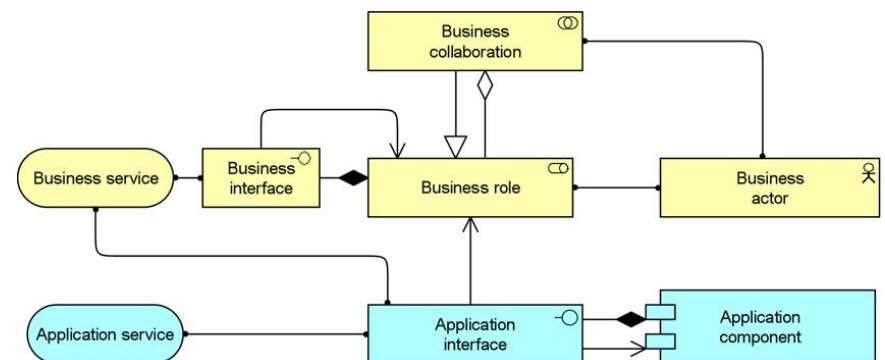 Business
collaboration
Business service
Business
interface
Business role
Business
actor
Application service
Application
interface
Application
component